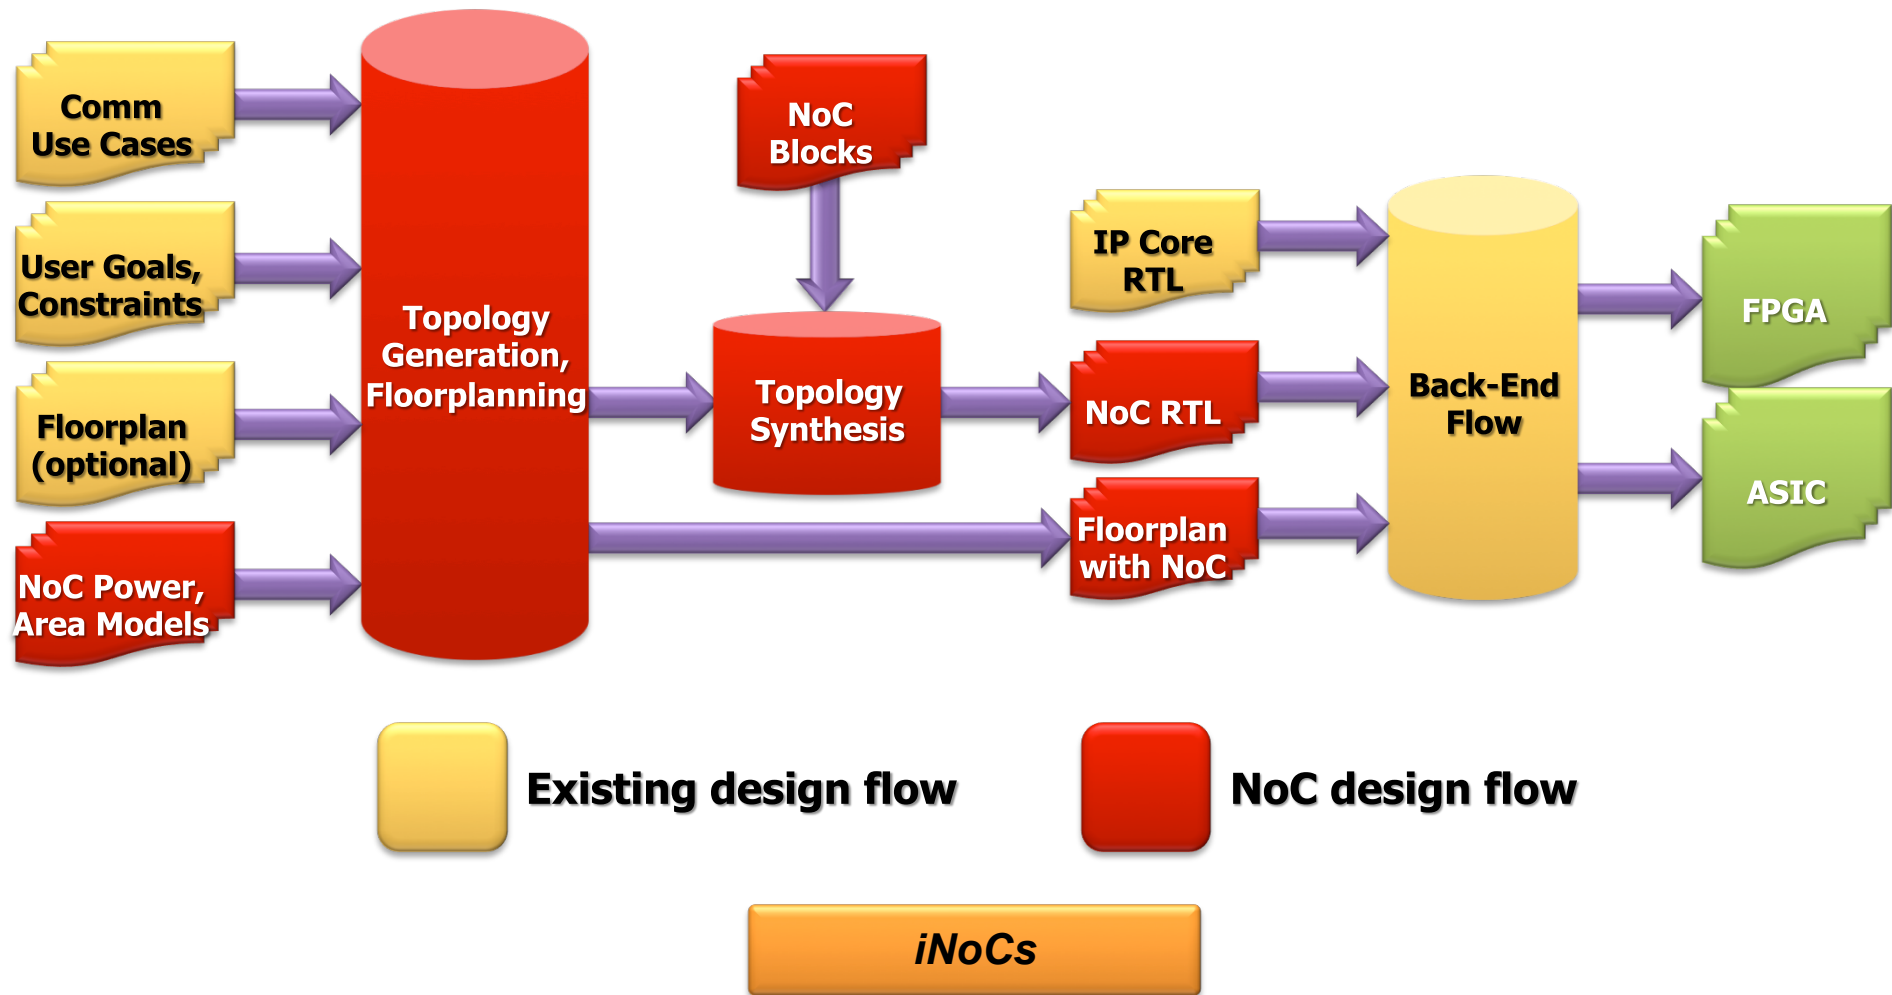 Comm
Use Cases
User Goals,
Constraints
Floorplan
(optional)
NoC Power,
Area Models
Topology
Generation,
Floorplanning
NoC
Blocks
Topology
Synthesis
IP Core
RTL
NoC RTL
Floorplan
with NoC
Back-End
Flow
FPGA
ASIC
Existing design flow
NoC design flow
iNoCs